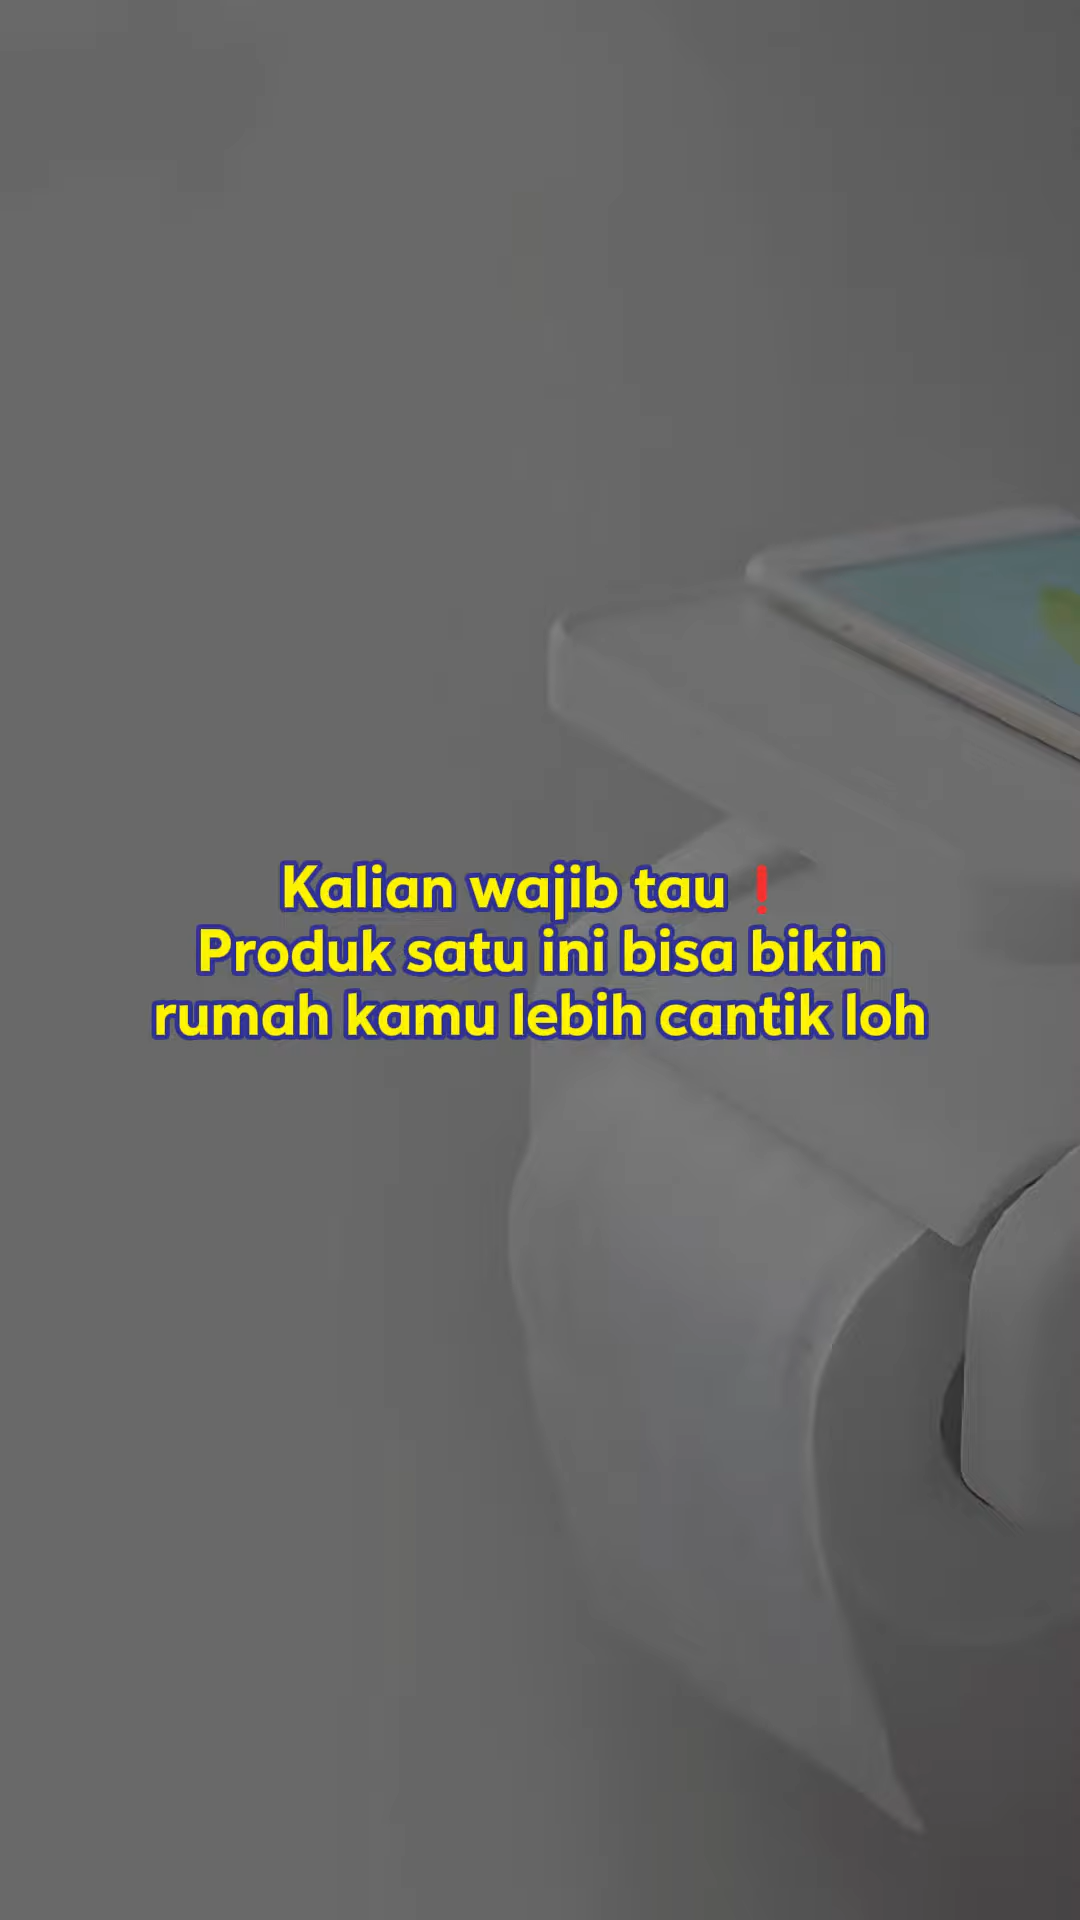 Kalian wajib tau❗
Produk satu ini bisa bikin
rumah kamu lebih cantik loh